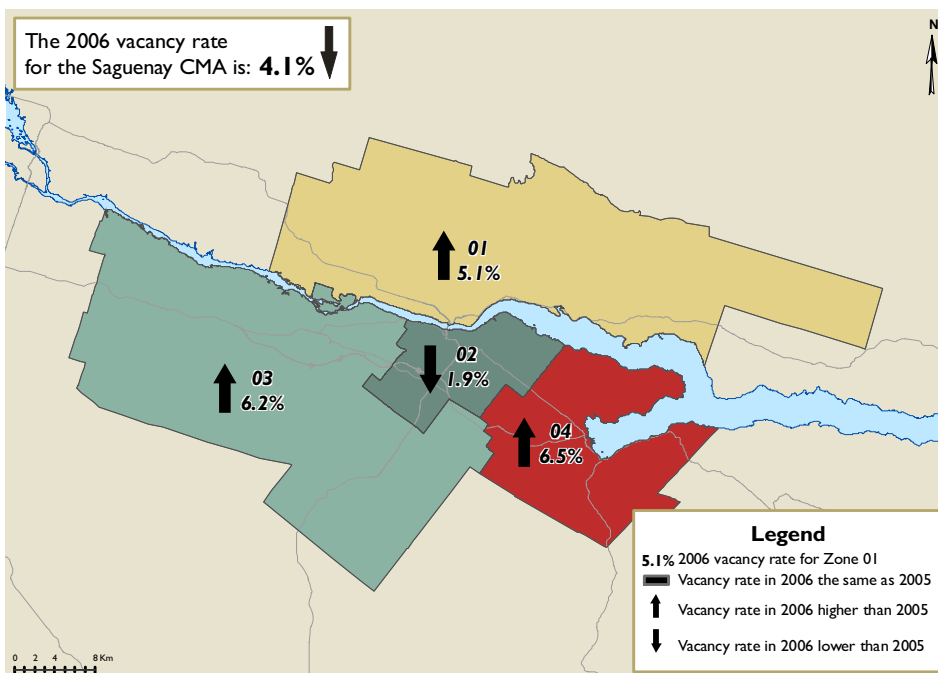 The 2006 vacancy rate
for the Saguenay CMA is: 4.1%
N
01
5.1%
02
1.9%
03
6.2%
04
6.5%
Legend
5.1% 2006 vacancy rate for Zone 01
Vacancy rate in 2006 the same as 2005
Vacancy rate in 2006 higher than 2005
Vacancy rate in 2006 lower than 2005
0 2 4 8 Km